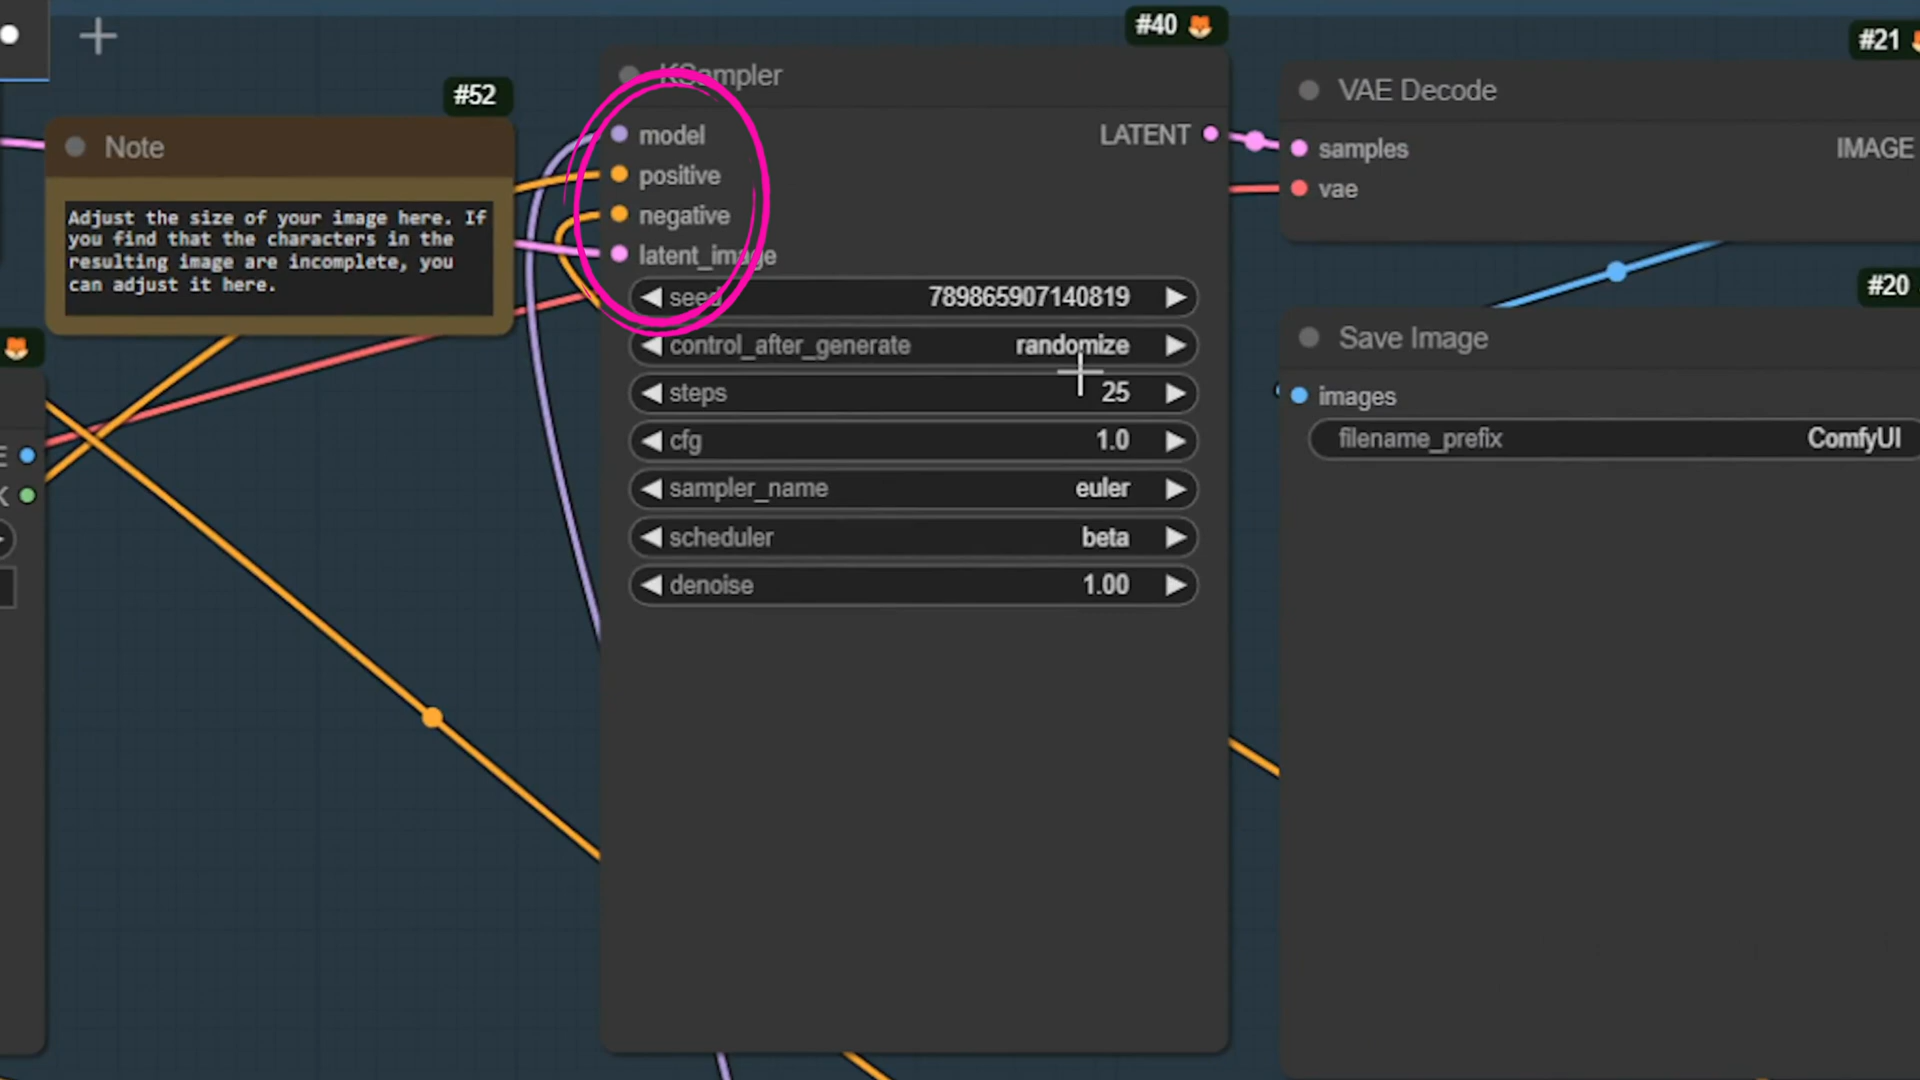 #40
#21
#52
KSampler
VAE Decode
Note
model
LATENT
samples
IMAGE
positive
vae
negative
latent_image
Adjust the size of your image here. If
you find that the characters in the
resulting image are incomplete, you
can adjust it here.
seed 789865907140819
control_after_generate randomize
steps 25
cfg 1.0
sampler_name euler
scheduler beta
denoise 1.00
#20
Save Image
images
filename_prefix ComfyUI
E
K